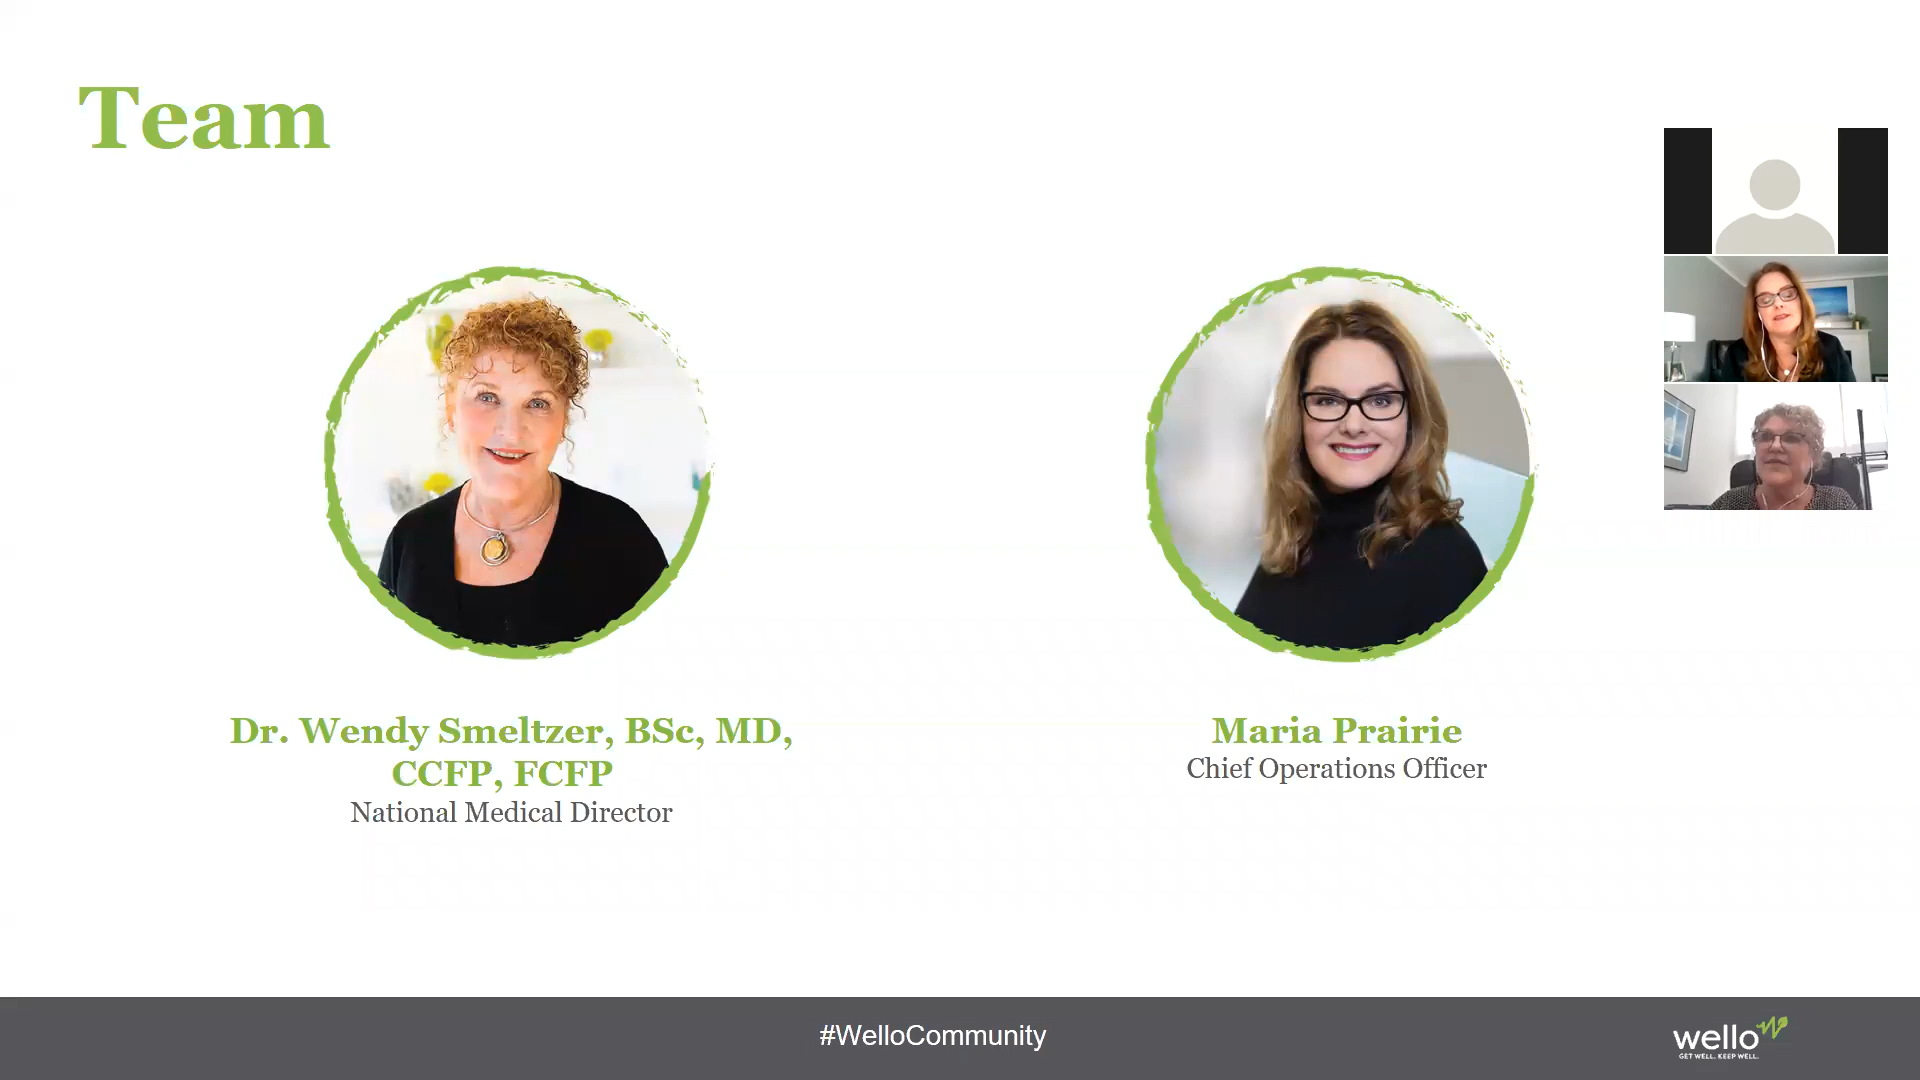 Team
Dr. Wendy Smeltzer, BSc, MD,
CCFP, FCFP
National Medical Director
Maria Prairie
Chief Operations Officer
#WelloCommunity
wello
GET WELL. KEEP WELL.